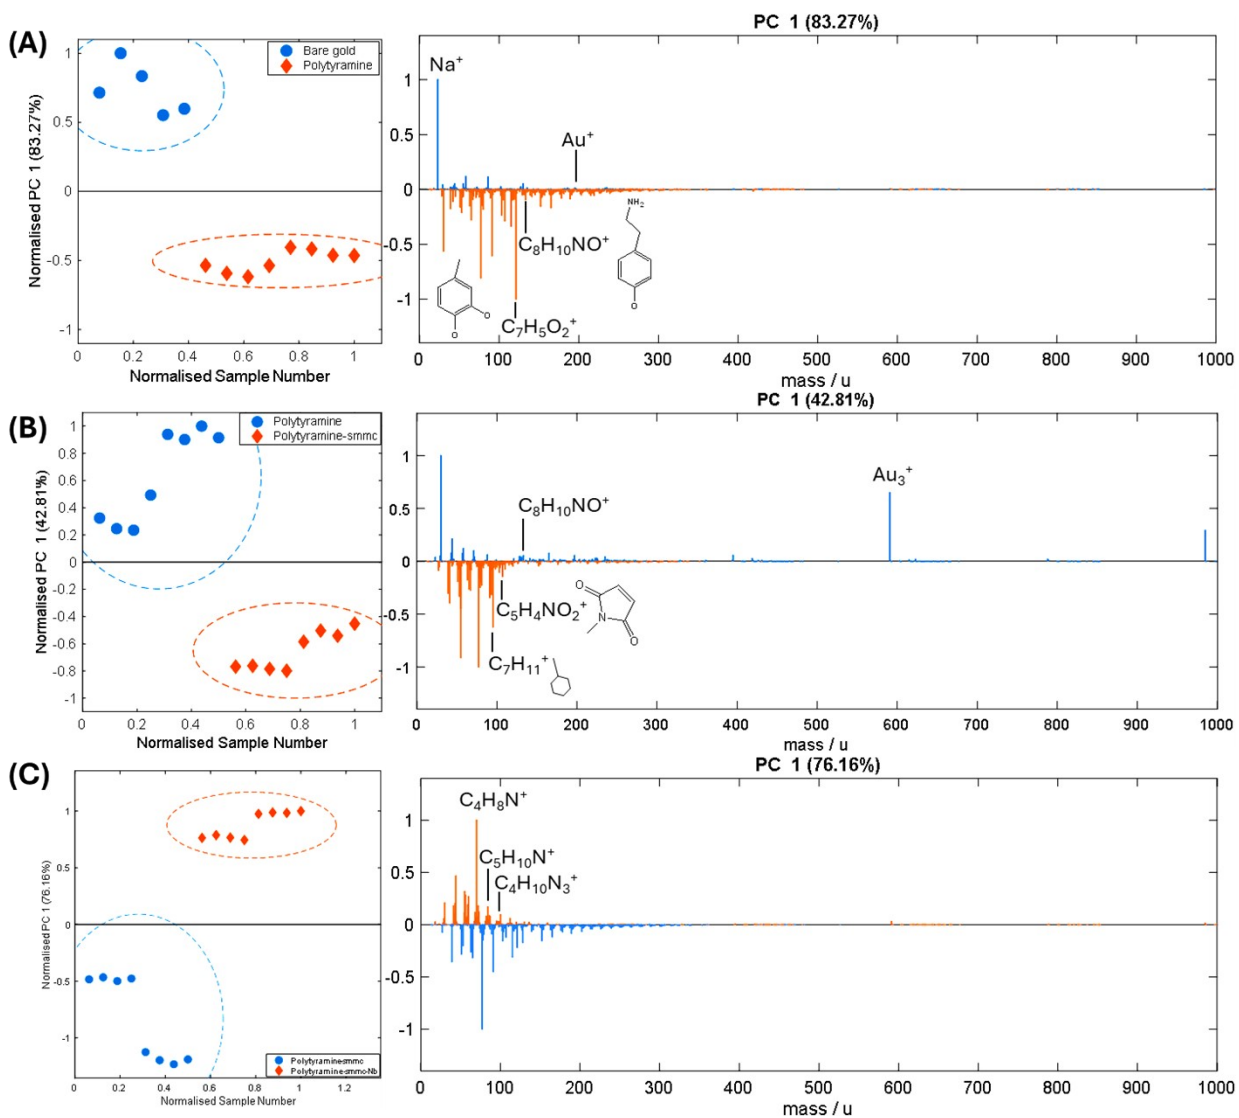 (A)
Normalised PC 1 (83.27%)
1
0.5
0
-0.5
-1
Bare gold
Polytyramine
0 0.2 0.4 0.6 0.8 1
Normalised Sample Number
PC 1 (83.27%)
1
0.5
0
-0.5
-1
Na⁺
Au⁺
C₈H₁₀NO⁺
C₇H₅O₂⁺
NH₂
O
O
O
0 100 200 300 400 500 600 700 800 900 1000
mass / u
(B)
Normalised PC 1 (42.81%)
1
0.8
0.6
0.4
0.2
0
-0.2
-0.4
-0.6
-0.8
-1
Polytyramine
Polytyramine-smmc
0 0.2 0.4 0.6 0.8 1
Normalised Sample Number
PC 1 (42.81%)
1
0.5
0
-0.5
-1
C₈H₁₀NO⁺
Au₃⁺
C₅H₄NO₂⁺
C₇H₁₁⁺
O
N
O
0 100 200 300 400 500 600 700 800 900 1000
mass / u
(C)
Normalised PC 1 (76.16%)
1
0.5
0
-0.5
-1
Polytyramine-smmc
Polytyramine-smmc-Nb
0 0.2 0.4 0.6 0.8 1 1.2
Normalised Sample Number
PC 1 (76.16%)
1
0.5
0
-0.5
-1
C₄H₈N⁺
C₅H₁₀N⁺
C₄H₁₀N₃⁺
0 100 200 300 400 500 600 700 800 900 1000
mass / u